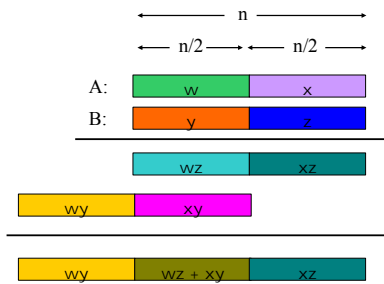 n
n/2 n/2
A: w x
B: y z
wz xz
wy xy
wy wz + xy xz